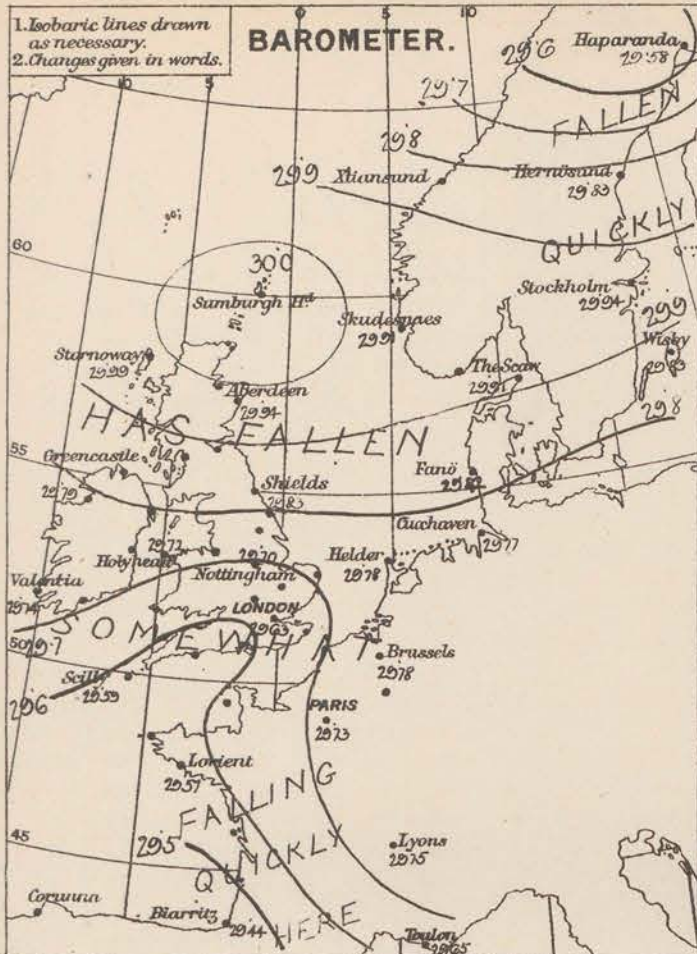 1. Isobaric lines drawn
as necessary.
2. Changes given in words.
BAROMETER.
10
5
0
5
10
29·6
Haparanda
29·58
29·7
FALLEN
29·8
29·9
Xtiansund
Hernösund
29·83
QUICKLY
60
30·0
Sumburgh Hd
Stockholm
29·94
Skudesnaes
29·91
29·9
Wisby
29·83
Stornoway
29·99
The Scaw
29·91
Aberdeen
29·94
29·8
HAS FALLEN
55
Greencastle
29·79
Shields
29·83
Fanö
Cuxhaven
29·77
29·72
Holyhead
29·70
Nottingham
Helder
29·78
Valentia
29·74
LONDON
29·63
SOMEWHAT
50
29·7
Brussels
29·78
Scilly
29·59
29·6
PARIS
29·73
Lorient
29·57
FALLING
45
29·5
QUICKLY
Lyons
29·75
Corunna
Biarritz
29·44
HERE
Toulon
29·75